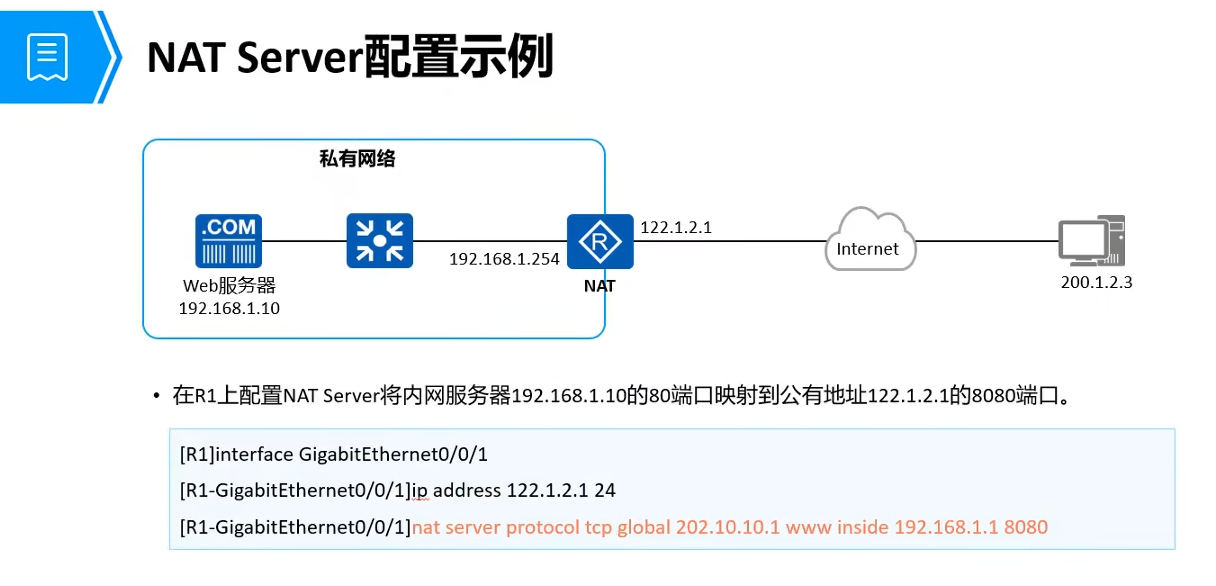 NAT Server配置示例
私有网络
.COM
R
122.1.2.1
Internet
192.168.1.254
Web服务器
192.168.1.10
NAT
200.1.2.3
• 在R1上配置NAT Server将内网服务器192.168.1.10的80端口映射到公有地址122.1.2.1的8080端口。
[R1]interface GigabitEthernet0/0/1
[R1-GigabitEthernet0/0/1]ip address 122.1.2.1 24
[R1-GigabitEthernet0/0/1]nat server protocol tcp global 202.10.10.1 www inside 192.168.1.1 8080